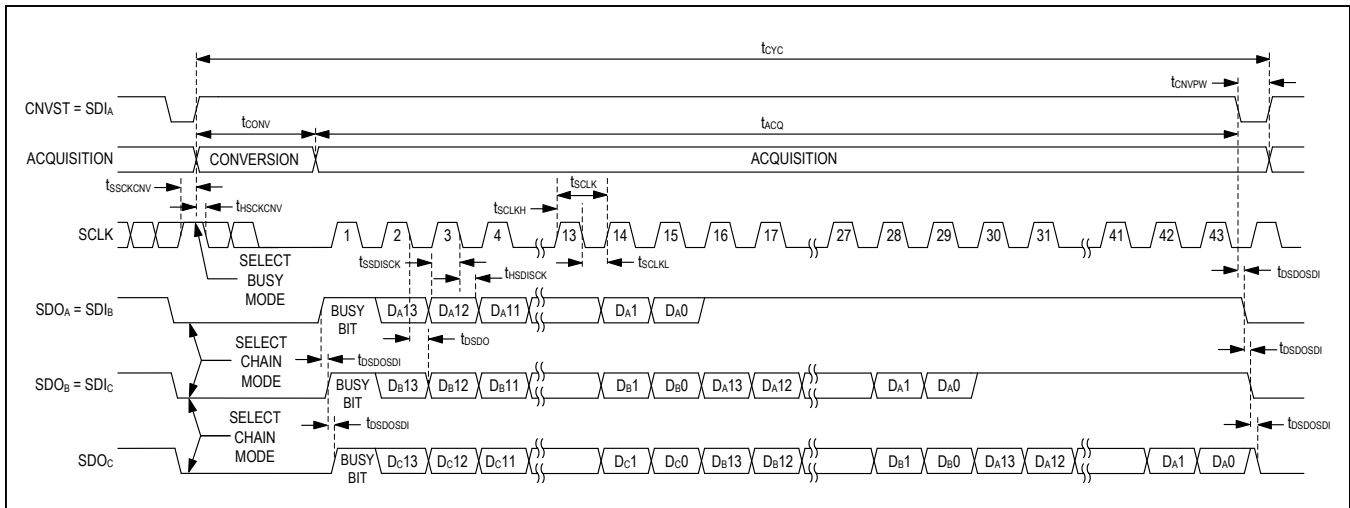 tCYC
tCNVPW
CNVST = SDIA
tCONV
tACQ
ACQUISITION
CONVERSION
ACQUISITION
tSSCKCNV
tHSCKCNV
tSCLK
tSCLKH
SCLK
1 2 3 4 13 14 15 16 17 27 28 29 30 31 41 42 43
SELECT
BUSY
MODE
tSSDISCK
tHSDISCK
tSCLKL
tDSDOSDI
SDOA = SDIB
BUSY
BIT
DA13 DA12 DA11 DA1 DA0
SELECT
CHAIN
MODE
tDSDO
tDSDOSDI
tDSDOSDI
SDOB = SDIC
BUSY
BIT
DB13 DB12 DB11 DB1 DB0 DA13 DA12 DA1 DA0
SELECT
CHAIN
MODE
tDSDOSDI
tDSDOSDI
SDOC
BUSY
BIT
DC13 DC12 DC11 DC1 DC0 DB13 DB12 DB1 DB0 DA13 DA12 DA1 DA0